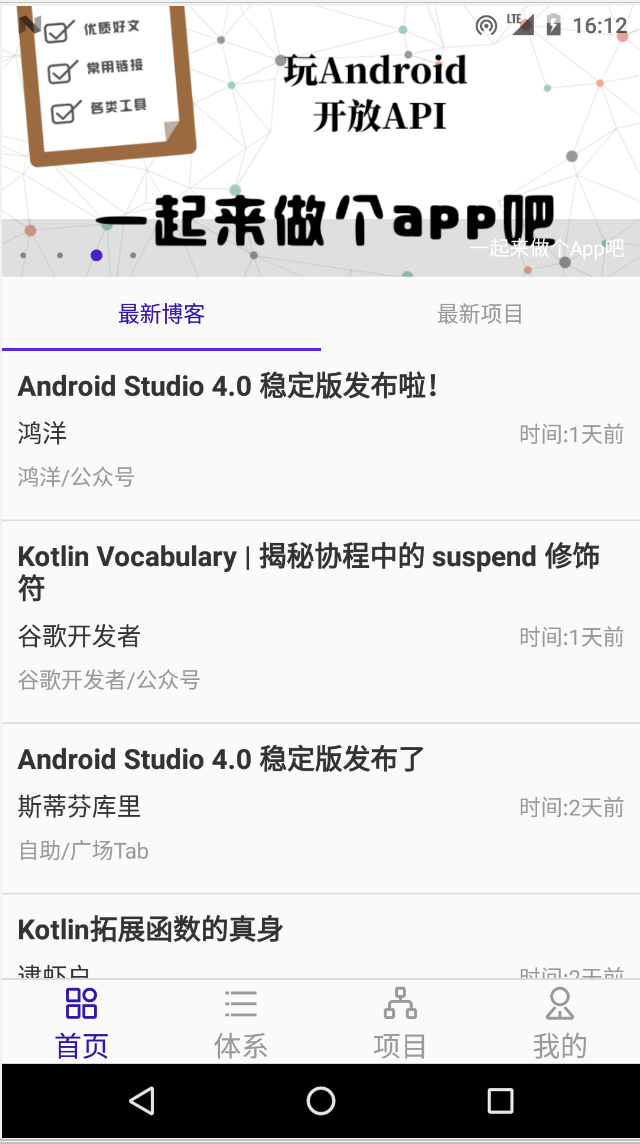 LTE 16:12
优质好文
常用链接
各类工具
玩Android
开放API
一起来做个app吧
一起来做个App吧
最新博客 最新项目
Android Studio 4.0 稳定版发布啦！
鸿洋 时间:1天前
鸿洋/公众号
Kotlin Vocabulary | 揭秘协程中的 suspend 修饰
符
谷歌开发者 时间:1天前
谷歌开发者/公众号
Android Studio 4.0 稳定版发布了
斯蒂芬库里 时间:2天前
自助/广场Tab
Kotlin拓展函数的真身
时间:2天前
首页 体系 项目 我的